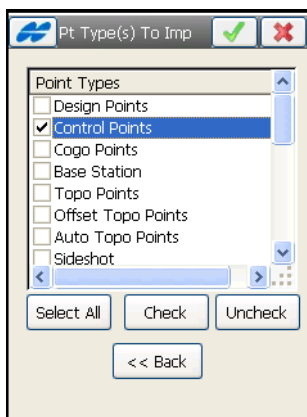 Pt Type(s) To Imp
Point Types
Design Points
Control Points
Cogo Points
Base Station
Topo Points
Offset Topo Points
Auto Topo Points
Sideshot
Select All Check Uncheck
<< Back